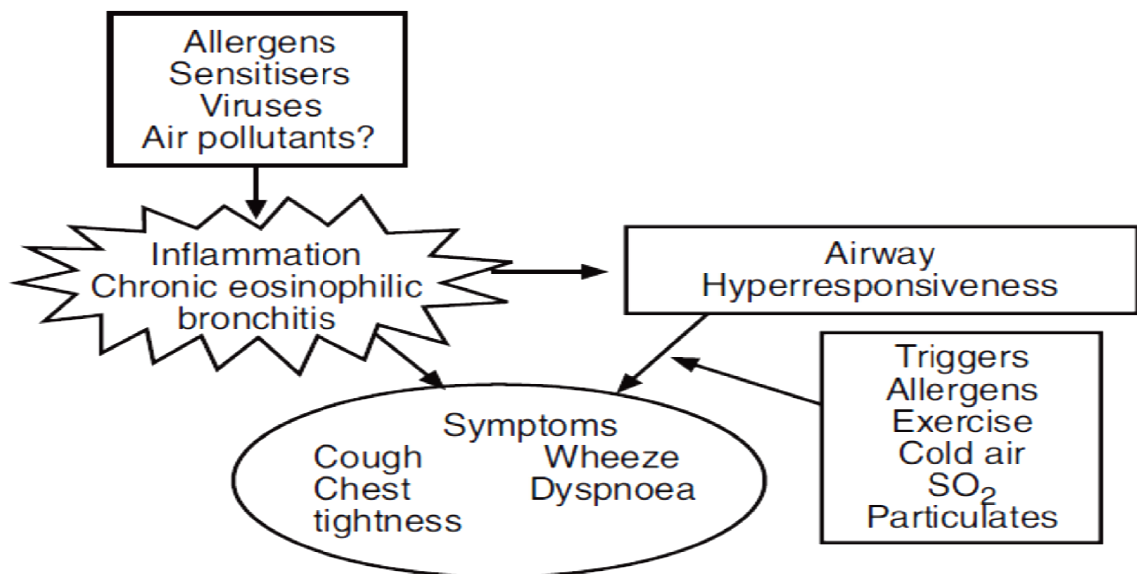 Allergens
Sensitisers
Viruses
Air pollutants?
Inflammation
Chronic eosinophilic
bronchitis
Airway
Hyperresponsiveness
Triggers
Allergens
Exercise
Cold air
SO₂
Particulates
Symptoms
Cough Wheeze
Chest Dyspnoea
tightness